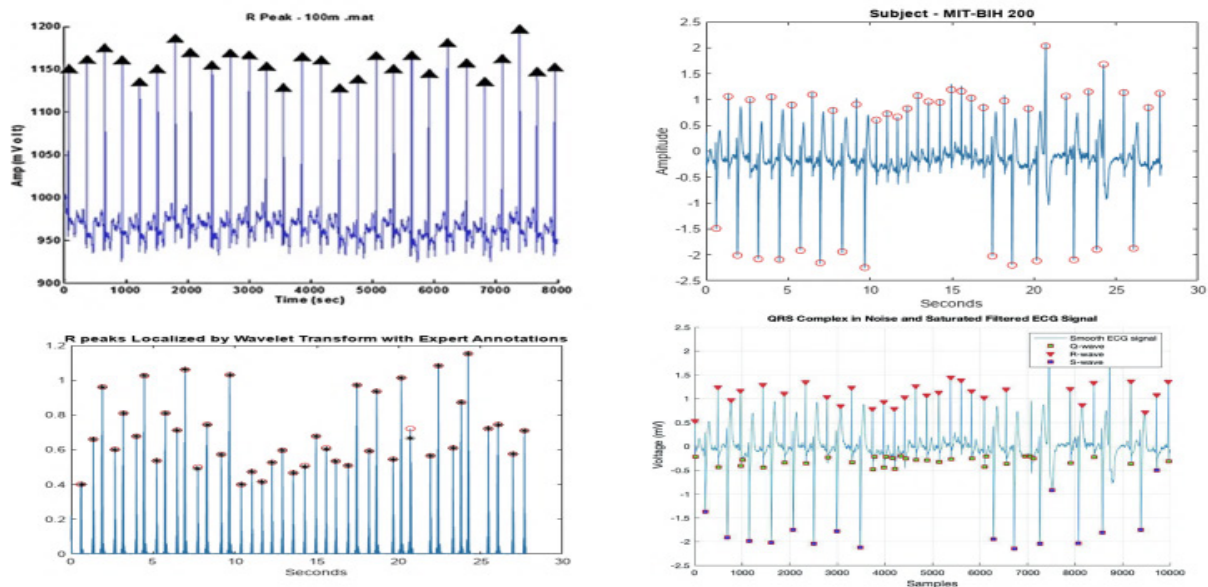 R Peak - 100m .mat
1200
1150
1100
1050
1000
950
900
Amp(mVolt)
0 1000 2000 3000 4000 5000 6000 7000 8000
Time (sec)
Subject - MIT-BIH 200
2.5
2
1.5
1
0.5
0
-0.5
-1
-1.5
-2
-2.5
Amplitude
0 5 10 15 20 25 30
Seconds
R peaks Localized by Wavelet Transform with Expert Annotations
1.2
1
0.8
0.6
0.4
0.2
0
0 5 10 15 20 25 30
Seconds
QRS Complex in Noise and Saturated Filtered ECG Signal
2.5
2
1.5
1
0.5
0
-0.5
-1
-1.5
-2
-2.5
Voltage (mV)
Smooth ECG signal
Q-wave
R-wave
S-wave
0 1000 2000 3000 4000 5000 6000 7000 8000 9000 10000
Samples